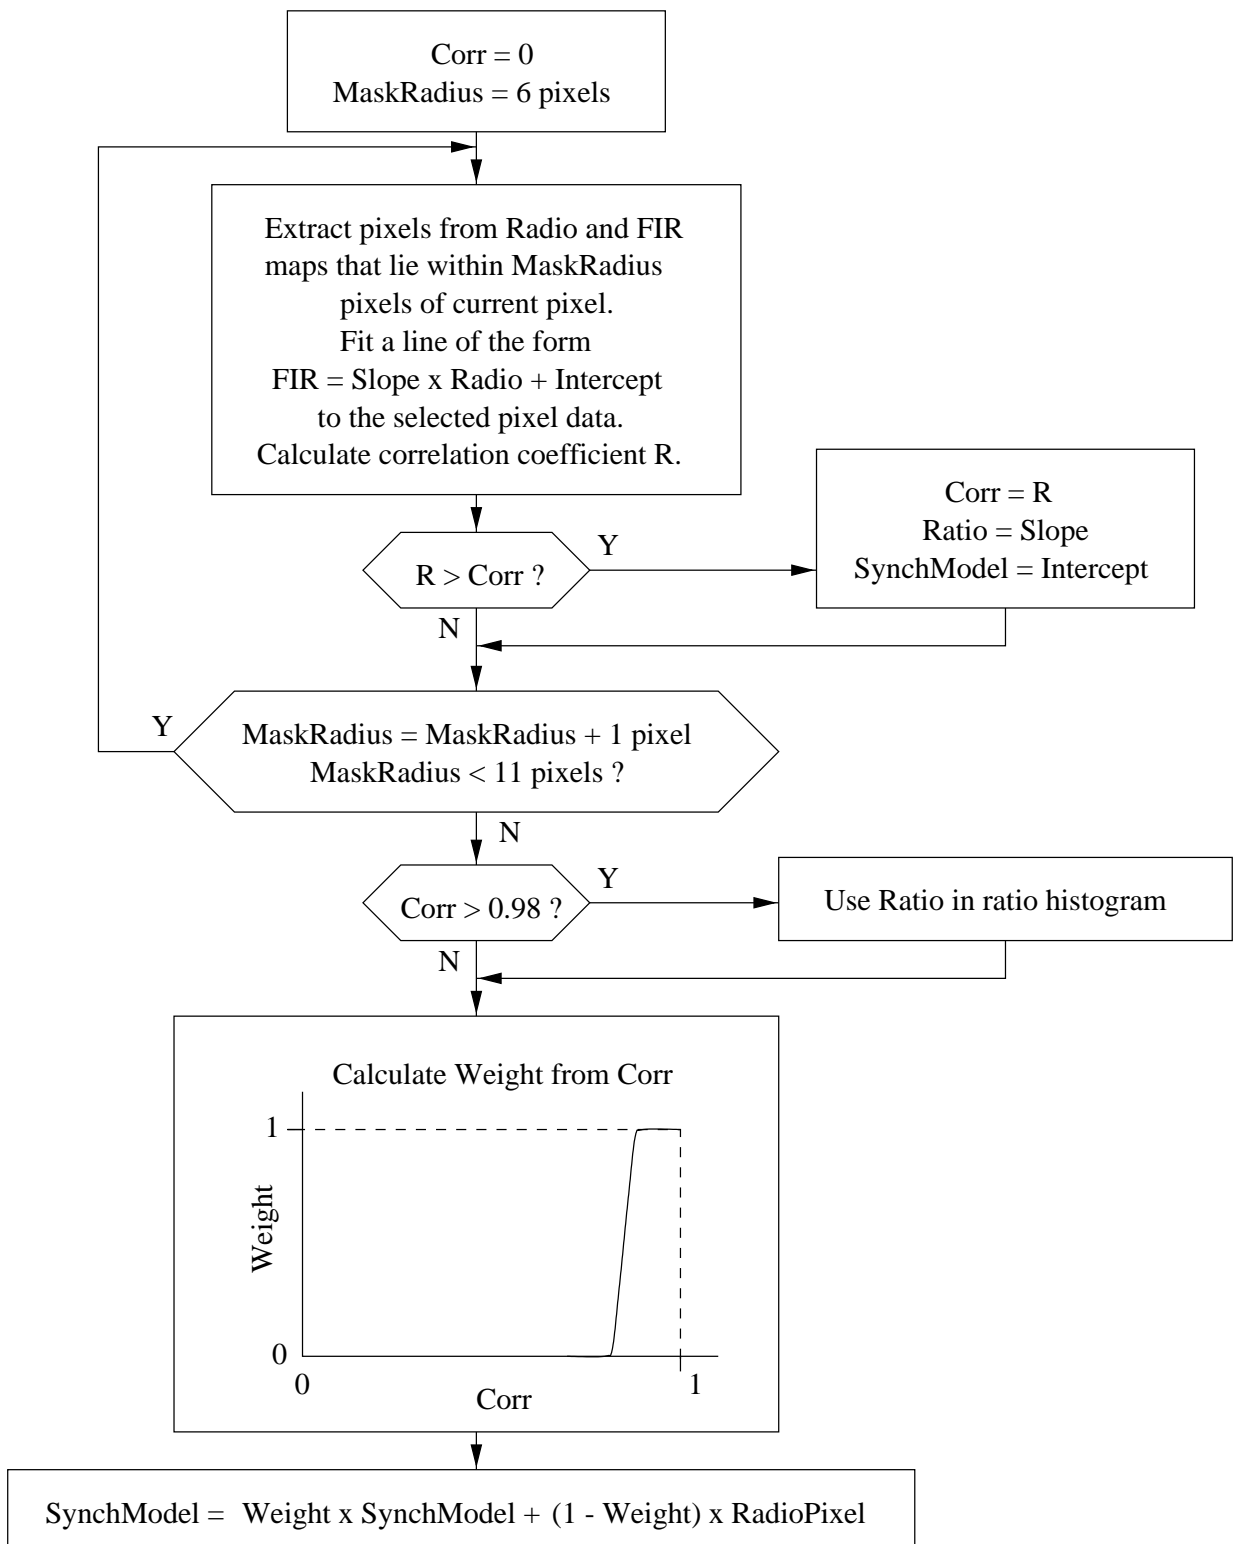 Corr = 0
MaskRadius = 6 pixels
Extract pixels from Radio and FIR
maps that lie within MaskRadius
pixels of current pixel.
Fit a line of the form
FIR = Slope x Radio + Intercept
to the selected pixel data.
Calculate correlation coefficient R.
R > Corr ?
Y
Corr = R
Ratio = Slope
SynchModel = Intercept
N
Y
MaskRadius = MaskRadius + 1 pixel
MaskRadius < 11 pixels ?
N
Corr > 0.98 ?
Y
Use Ratio in ratio histogram
N
Calculate Weight from Corr
1
Weight
0
0
1
Corr
SynchModel = Weight x SynchModel + (1 - Weight) x RadioPixel